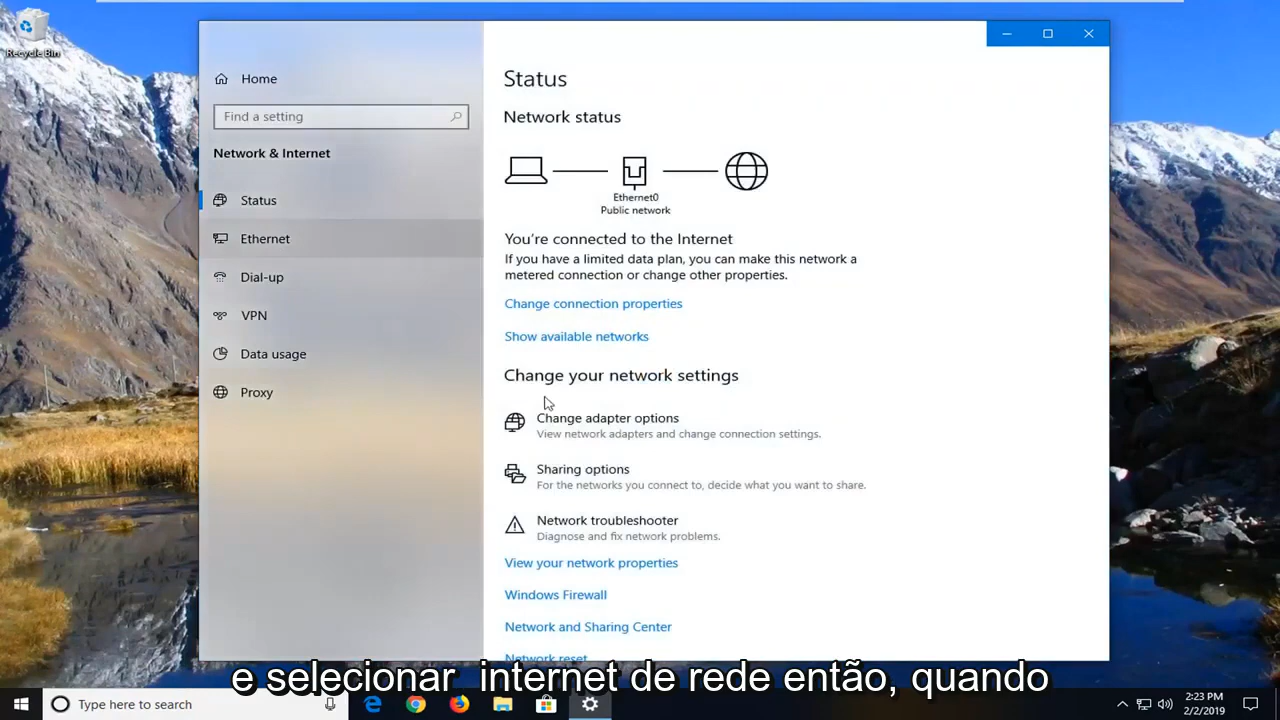 Recycle Bin
Home
Find a setting
Network & Internet
Status
Ethernet
Dial-up
VPN
Data usage
Proxy
Status
Network status
Ethernet0
Public network
You're connected to the Internet
If you have a limited data plan, you can make this network a
metered connection or change other properties.
Change connection properties
Show available networks
Change your network settings
Change adapter options
View network adapters and change connection settings.
Sharing options
For the networks you connect to, decide what you want to share.
Network troubleshooter
Diagnose and fix network problems.
View your network properties
Windows Firewall
Network and Sharing Center
Network reset
e selecionar internet de rede então, quando
Type here to search
2:23 PM
2/2/2019